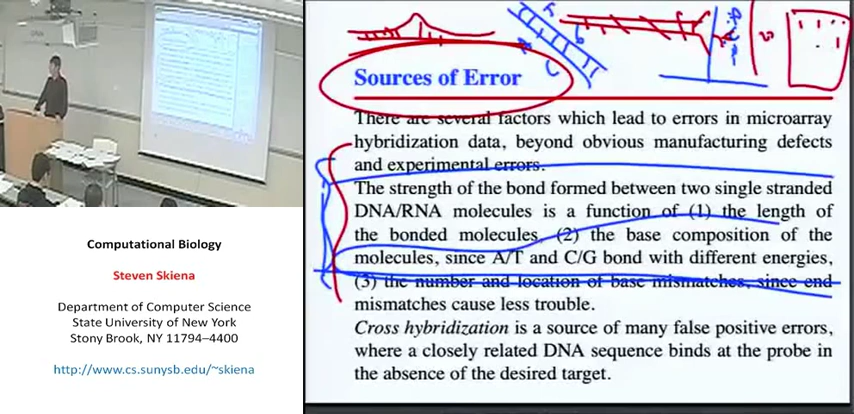 Computational Biology
Steven Skiena
Department of Computer Science
State University of New York
Stony Brook, NY 11794–4400
http://www.cs.sunysb.edu/~skiena
Sources of Error
There are several factors which lead to errors in microarray
hybridization data, beyond obvious manufacturing defects
and experimental errors.
The strength of the bond formed between two single stranded
DNA/RNA molecules is a function of (1) the length of
the bonded molecules, (2) the base composition of the
molecules, since A/T and C/G bond with different energies,
(3) the number and location of base mismatches, since end
mismatches cause less trouble.
Cross hybridization is a source of many false positive errors,
where a closely related DNA sequence binds at the probe in
the absence of the desired target.